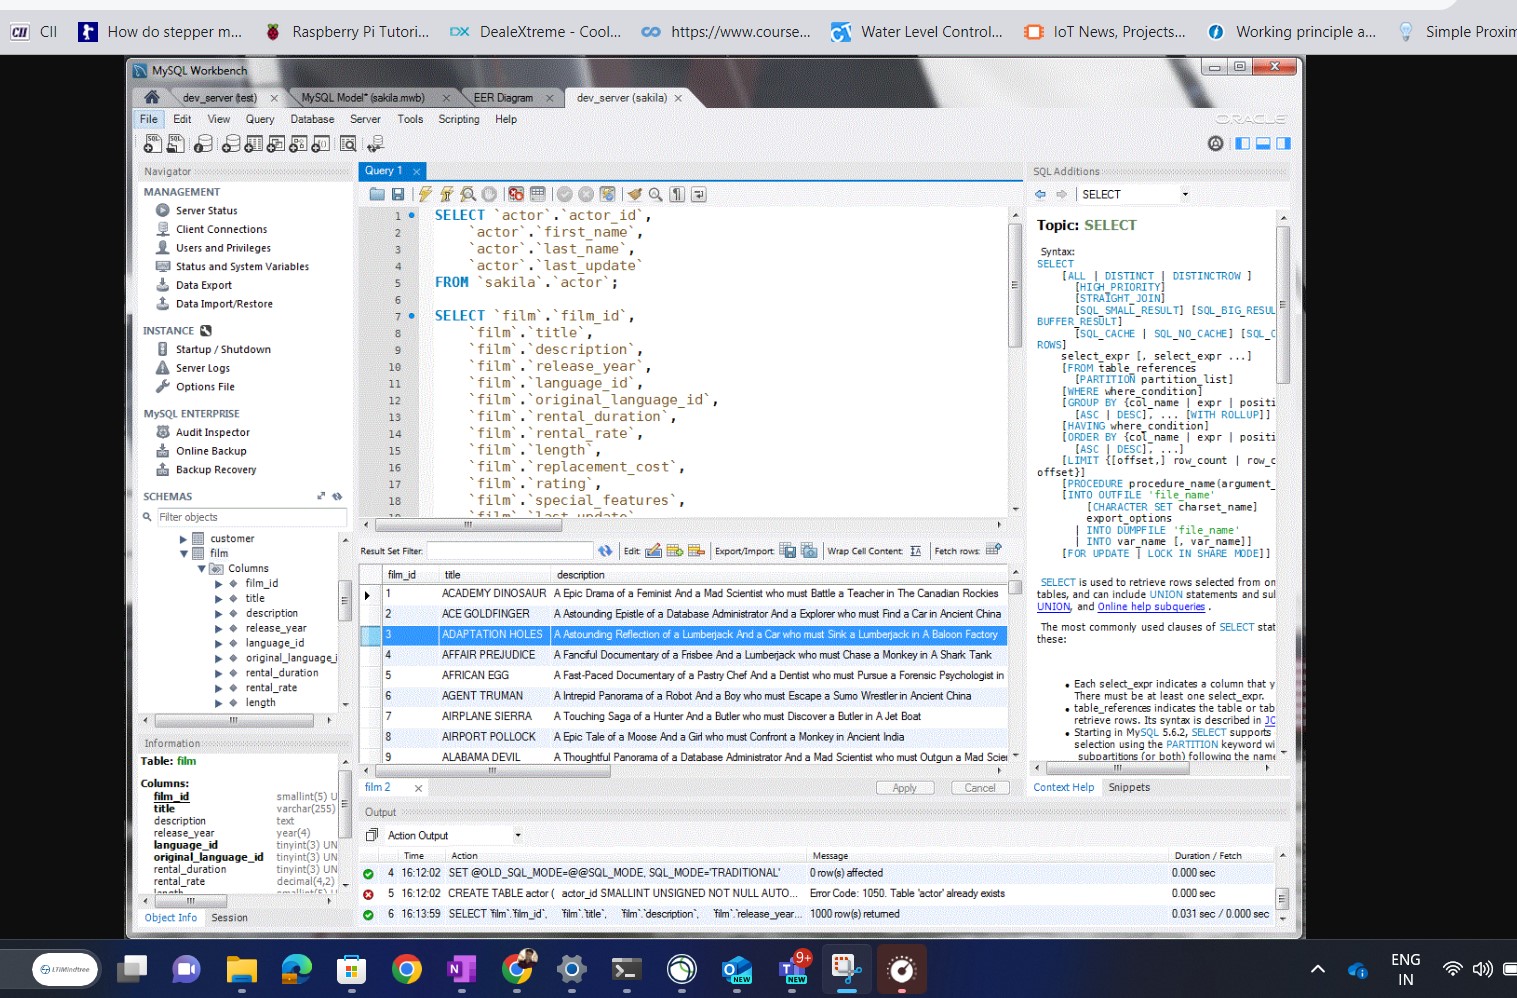 CII
How do stepper m...
Raspberry Pi Tutori...
DX DealeXtreme - Cool...
https://www.course...
Water Level Control...
IoT News, Projects...
Working principle a...
Simple Proxim
MySQL Workbench
dev_server (test)
MySQL Model* (sakila.mwb)
EER Diagram
dev_server (sakila)
File Edit View Query Database Server Tools Scripting Help
ORACLE
Navigator
MANAGEMENT
Server Status
Client Connections
Users and Privileges
Status and System Variables
Data Export
Data Import/Restore
INSTANCE
Startup / Shutdown
Server Logs
Options File
MySQL ENTERPRISE
Audit Inspector
Online Backup
Backup Recovery
SCHEMAS
Filter objects
customer
film
Columns
film_id
title
description
release_year
language_id
original_language_i
rental_duration
rental_rate
length
Information
Table: film
Columns:
film_id smallint(5) U
title varchar(255)
description text
release_year year(4)
language_id tinyint(3) UN
original_language_id tinyint(3) UN
rental_duration tinyint(3) UN
rental_rate decimal(4,2)
Object Info Session
Query 1
1 SELECT `actor`.`actor_id`,
2 `actor`.`first_name`,
3 `actor`.`last_name`,
4 `actor`.`last_update`
5 FROM `sakila`.`actor`;
6
7 SELECT `film`.`film_id`,
8 `film`.`title`,
9 `film`.`description`,
10 `film`.`release_year`,
11 `film`.`language_id`,
12 `film`.`original_language_id`,
13 `film`.`rental_duration`,
14 `film`.`rental_rate`,
15 `film`.`length`,
16 `film`.`replacement_cost`,
17 `film`.`rating`,
18 `film`.`special_features`,
Result Set Filter: Edit: Export/Import: Wrap Cell Content: Fetch rows:
film_id title description
1 ACADEMY DINOSAUR A Epic Drama of a Feminist And a Mad Scientist who must Battle a Teacher in The Canadian Rockies
2 ACE GOLDFINGER A Astounding Epistle of a Database Administrator And a Explorer who must Find a Car in Ancient China
3 ADAPTATION HOLES A Astounding Reflection of a Lumberjack And a Car who must Sink a Lumberjack in A Baloon Factory
4 AFFAIR PREJUDICE A Fanciful Documentary of a Frisbee And a Lumberjack who must Chase a Monkey in A Shark Tank
5 AFRICAN EGG A Fast-Paced Documentary of a Pastry Chef And a Dentist who must Pursue a Forensic Psychologist in
6 AGENT TRUMAN A Intrepid Panorama of a Robot And a Boy who must Escape a Sumo Wrestler in Ancient China
7 AIRPLANE SIERRA A Touching Saga of a Hunter And a Butler who must Discover a Butler in A Jet Boat
8 AIRPORT POLLOCK A Epic Tale of a Moose And a Girl who must Confront a Monkey in Ancient India
9 ALABAMA DEVIL A Thoughtful Panorama of a Database Administrator And a Mad Scientist who must Outgun a Mad Scie
film 2
Apply Cancel
Output
Action Output
Time Action Message Duration / Fetch
4 16:12:02 SET @OLD_SQL_MODE=@@SQL_MODE, SQL_MODE='TRADITIONAL' 0 row(s) affected 0.000 sec
5 16:12:02 CREATE TABLE actor ( actor_id SMALLINT UNSIGNED NOT NULL AUTO... Error Code: 1050. Table 'actor' already exists 0.000 sec
6 16:13:59 SELECT `film`.`film_id`, `film`.`title`, `film`.`description`, `film`.`release_year... 1000 row(s) returned 0.031 sec / 0.000 sec
SQL Additions
SELECT
Topic: SELECT
Syntax:
SELECT
[ALL | DISTINCT | DISTINCTROW ]
[HIGH_PRIORITY]
[STRAIGHT_JOIN]
[SQL_SMALL_RESULT] [SQL_BIG_RESUL
BUFFER_RESULT]
[SQL_CACHE | SQL_NO_CACHE] [SQL_C
ROWS]
select_expr [, select_expr ...]
[FROM table_references
[PARTITION partition_list]
[WHERE where_condition]
[GROUP BY {col_name | expr | positi
[ASC | DESC], ... [WITH ROLLUP]]
[HAVING where_condition]
[ORDER BY {col_name | expr | positi
[ASC | DESC], ...]
[LIMIT {[offset,] row_count | row_c
offset}]
[PROCEDURE procedure_name(argument_
[INTO OUTFILE 'file_name'
[CHARACTER SET charset_name]
export_options
| INTO DUMPFILE 'file_name'
| INTO var_name [, var_name]]
[FOR UPDATE | LOCK IN SHARE MODE]]
SELECT is used to retrieve rows selected from on
tables, and can include UNION statements and sul
UNION, and Online help subqueries .
The most commonly used clauses of SELECT stat
these:
Each select_expr indicates a column that y
There must be at least one select_expr.
table_references indicates the table or tab
retrieve rows. Its syntax is described in JC
Starting in MySQL 5.6.2, SELECT supports
selection using the PARTITION keyword wi
subpartitions (or both) following the name
Context Help Snippets
LTIMindtree
NEW
NEW
9+
ENG
IN